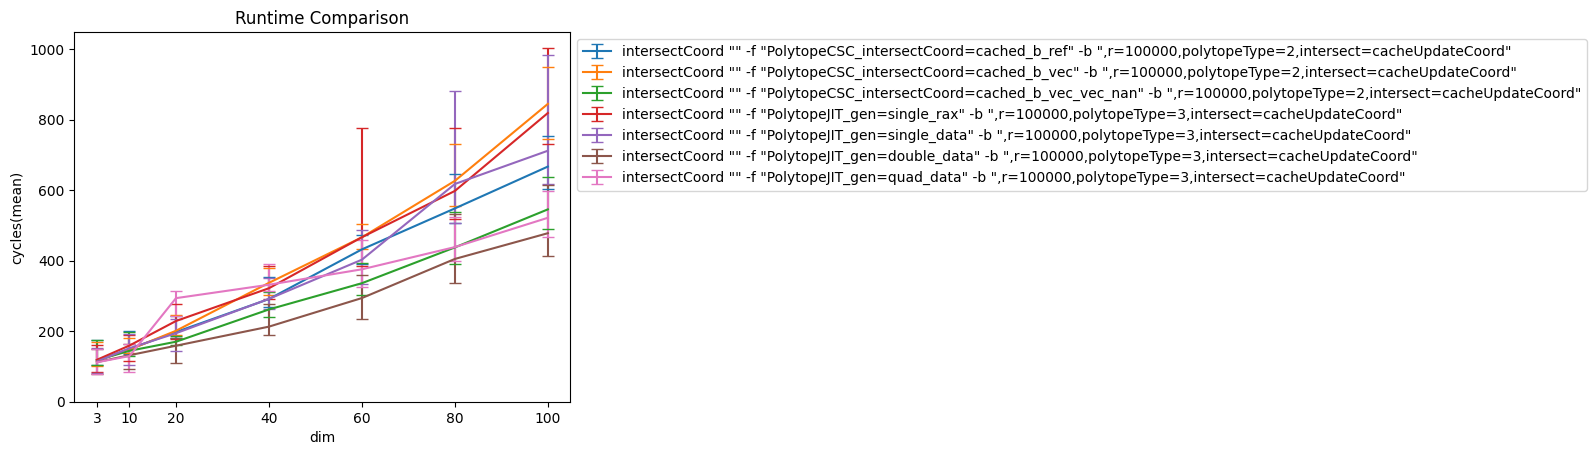 Runtime Comparison
cycles(mean)
1000
800
600
400
200
0
3 10 20 40 60 80 100
dim
intersectCoord "" -f "PolytopeCSC_intersectCoord=cached_b_ref" -b ",r=100000,polytopeType=2,intersect=cacheUpdateCoord"
intersectCoord "" -f "PolytopeCSC_intersectCoord=cached_b_vec" -b ",r=100000,polytopeType=2,intersect=cacheUpdateCoord"
intersectCoord "" -f "PolytopeCSC_intersectCoord=cached_b_vec_vec_nan" -b ",r=100000,polytopeType=2,intersect=cacheUpdateCoord"
intersectCoord "" -f "PolytopeJIT_gen=single_rax" -b ",r=100000,polytopeType=3,intersect=cacheUpdateCoord"
intersectCoord "" -f "PolytopeJIT_gen=single_data" -b ",r=100000,polytopeType=3,intersect=cacheUpdateCoord"
intersectCoord "" -f "PolytopeJIT_gen=double_data" -b ",r=100000,polytopeType=3,intersect=cacheUpdateCoord"
intersectCoord "" -f "PolytopeJIT_gen=quad_data" -b ",r=100000,polytopeType=3,intersect=cacheUpdateCoord"